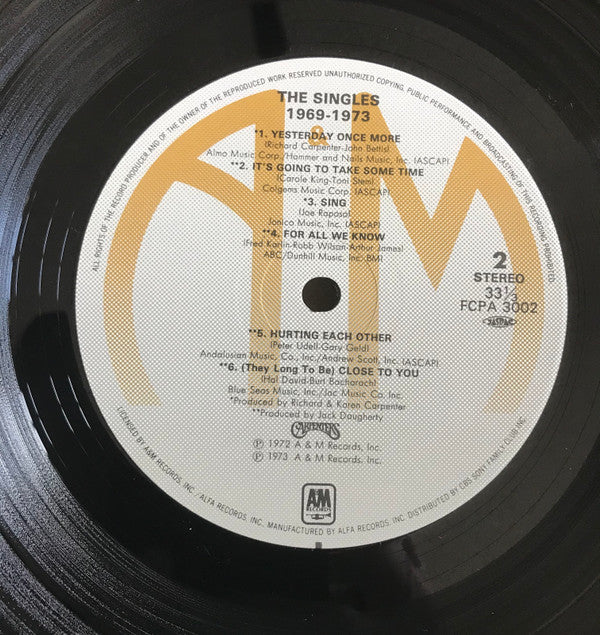 ALL RIGHTS OF THE RECORD PRODUCER AND OF THE OWNER OF THE REPRODUCED WORK RESERVED UNAUTHORIZED COPYING, PUBLIC PERFORMANCE AND BROADCASTING OF THIS RECORDING PROHIBITED.
THE SINGLES
1969-1973
*1. YESTERDAY ONCE MORE
(Richard Carpenter-John Bettis)
Almo Music Corp./Hammer and Nails Music, Inc. (ASCAP)
**2. IT'S GOING TO TAKE SOME TIME
(Carole King-Toni Stern)
Colgems Music Corp. (ASCAP)
*3. SING
(Joe Raposo)
Jonico Music, Inc. (ASCAP)
**4. FOR ALL WE KNOW
(Fred Karlin-Robb Wilson-Arthur James)
ABC/Dunhill Music, Inc. BMI
2
STEREO
33⅓
FCPA 3002
JASRAC
**5. HURTING EACH OTHER
(Peter Udell-Gary Geld)
Andalusian Music, Co., Inc./Andrew Scott, Inc. (ASCAP)
**6. (They Long To Be) CLOSE TO YOU
(Hal David-Burt Bacharach)
Blue Seas Music, Inc./Jac Music Co. Inc.
*Produced by Richard & Karen Carpenter
**Produced by Jack Daugherty
CARPENTERS
℗ 1972 A & M Records, Inc.
℗ 1973 A & M Records, Inc.
A&M
RECORDS
LICENSED BY A&M RECORDS, INC. TO ALFA RECORDS, INC. MANUFACTURED BY ALFA RECORDS, INC. DISTRIBUTED BY CBS SONY FAMILY CLUB INC.